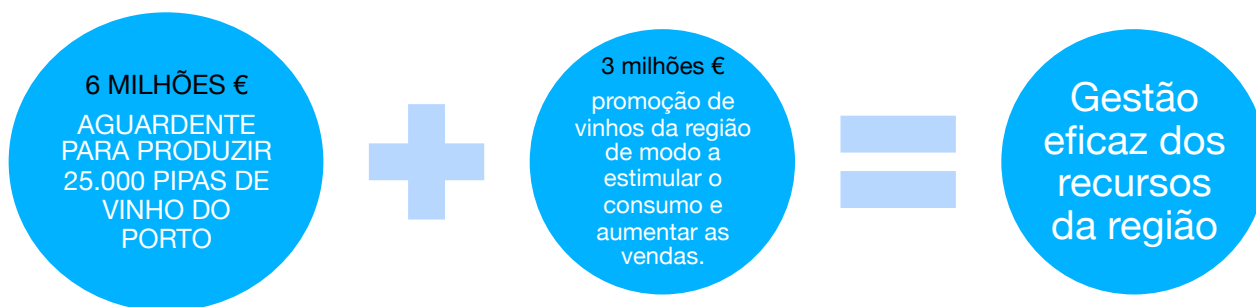 6 MILHÕES €
AGUARDENTE
PARA PRODUZIR
25.000 PIPAS DE
VINHO DO
PORTO
3 milhões €
promoção de
vinhos da região
de modo a
estimular o
consumo e
aumentar as
vendas.
Gestão
eficaz dos
recursos
da região